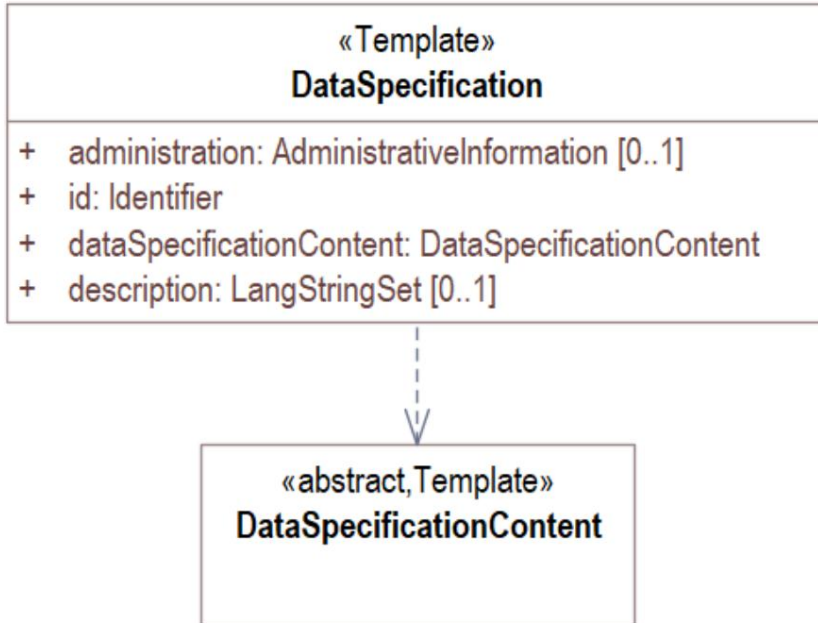 «Template»
DataSpecification
+ administration: AdministrativeInformation [0..1]
+ id: Identifier
+ dataSpecificationContent: DataSpecificationContent
+ description: LangStringSet [0..1]
«abstract,Template»
DataSpecificationContent